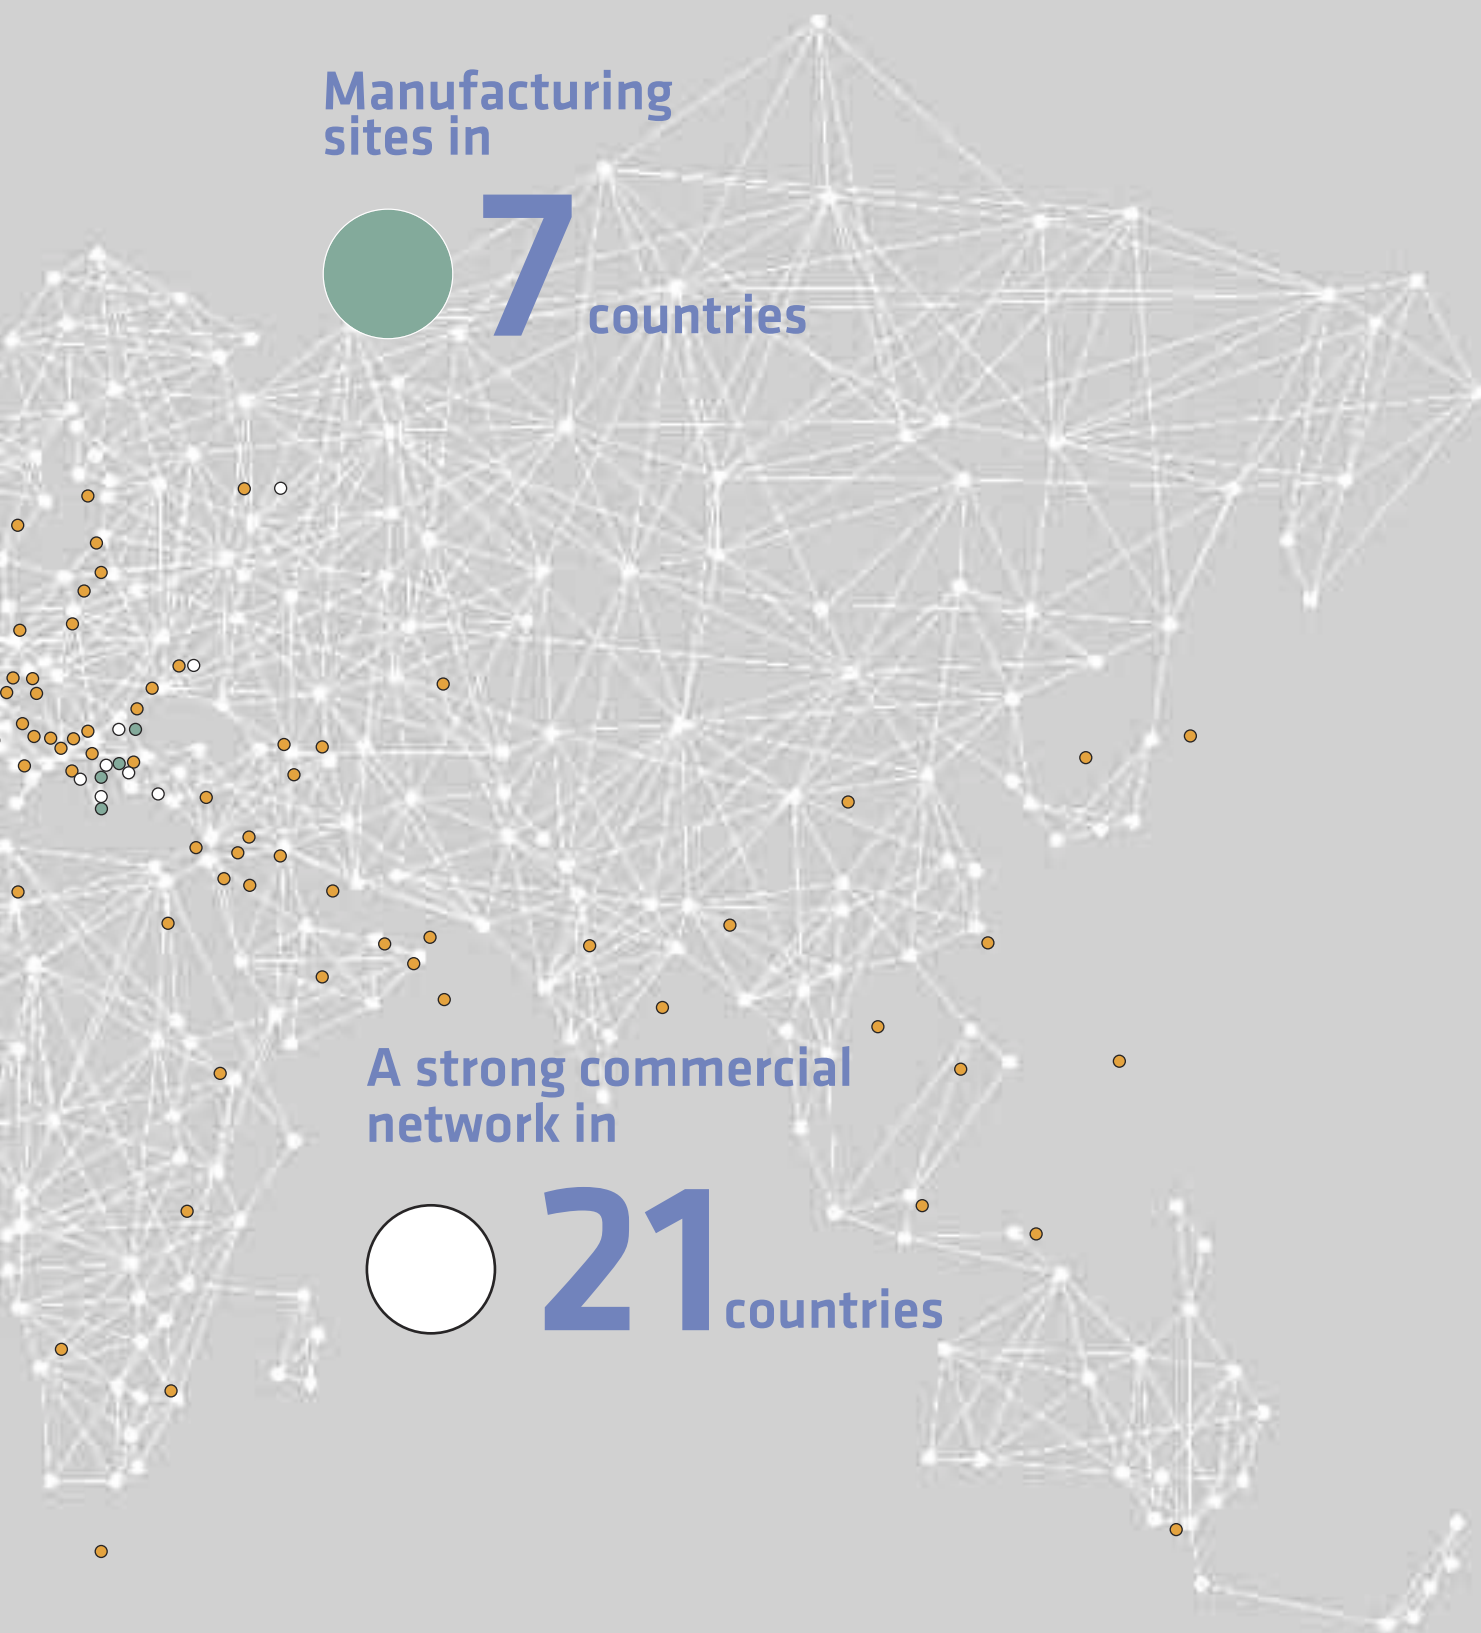 Manufacturing
sites in
7 countries
A strong commercial
network in
21 countries